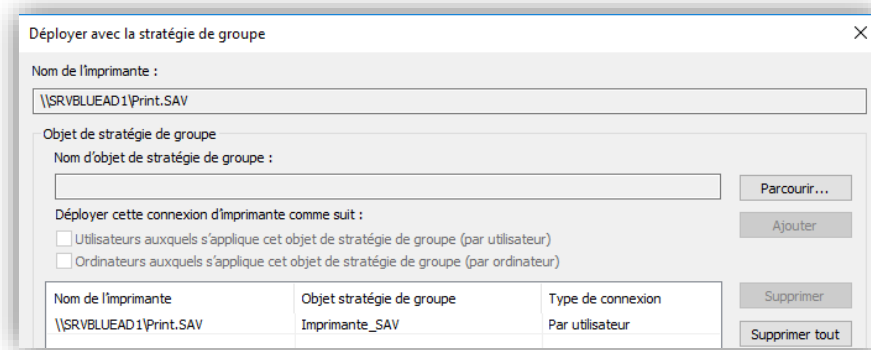 Déployer avec la stratégie de groupe
Nom de l'imprimante :
\\SRVBLUEAD1\Print.SAV
Objet de stratégie de groupe
Nom d'objet de stratégie de groupe :
Parcourir...
Déployer cette connexion d'imprimante comme suit :
Ajouter
Utilisateurs auxquels s'applique cet objet de stratégie de groupe (par utilisateur)
Ordinateurs auxquels s'applique cet objet de stratégie de groupe (par ordinateur)
Nom de l'imprimante Objet stratégie de groupe Type de connexion
Supprimer
\\SRVBLUEAD1\Print.SAV Imprimante_SAV Par utilisateur
Supprimer tout